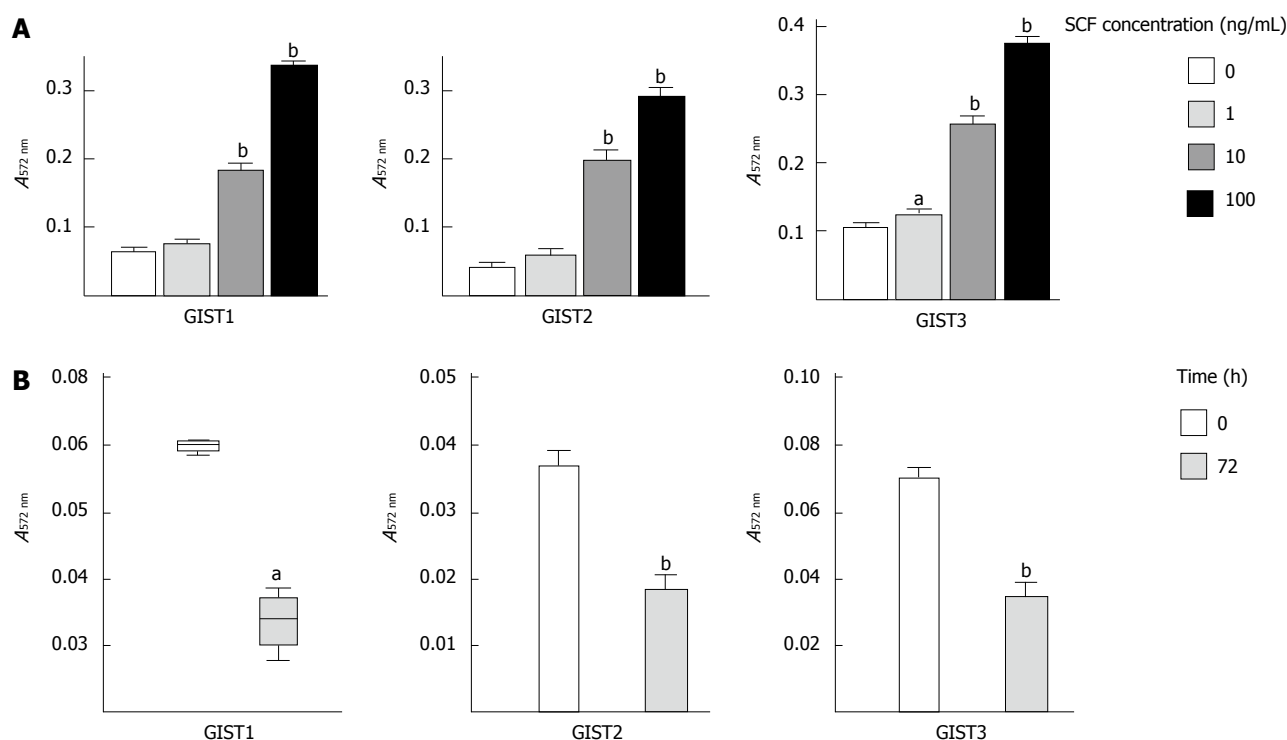 A
A572 nm
0.3
0.2
0.1
b
b
GIST1
A572 nm
0.3
0.2
0.1
b
b
GIST2
A572 nm
0.4
0.3
0.2
0.1
a
b
b
GIST3
SCF concentration (ng/mL)
0
1
10
100
B
A572 nm
0.08
0.06
0.05
0.04
0.03
a
GIST1
A572 nm
0.05
0.04
0.03
0.02
0.01
b
GIST2
A572 nm
0.10
0.08
0.06
0.04
0.02
b
GIST3
Time (h)
0
72